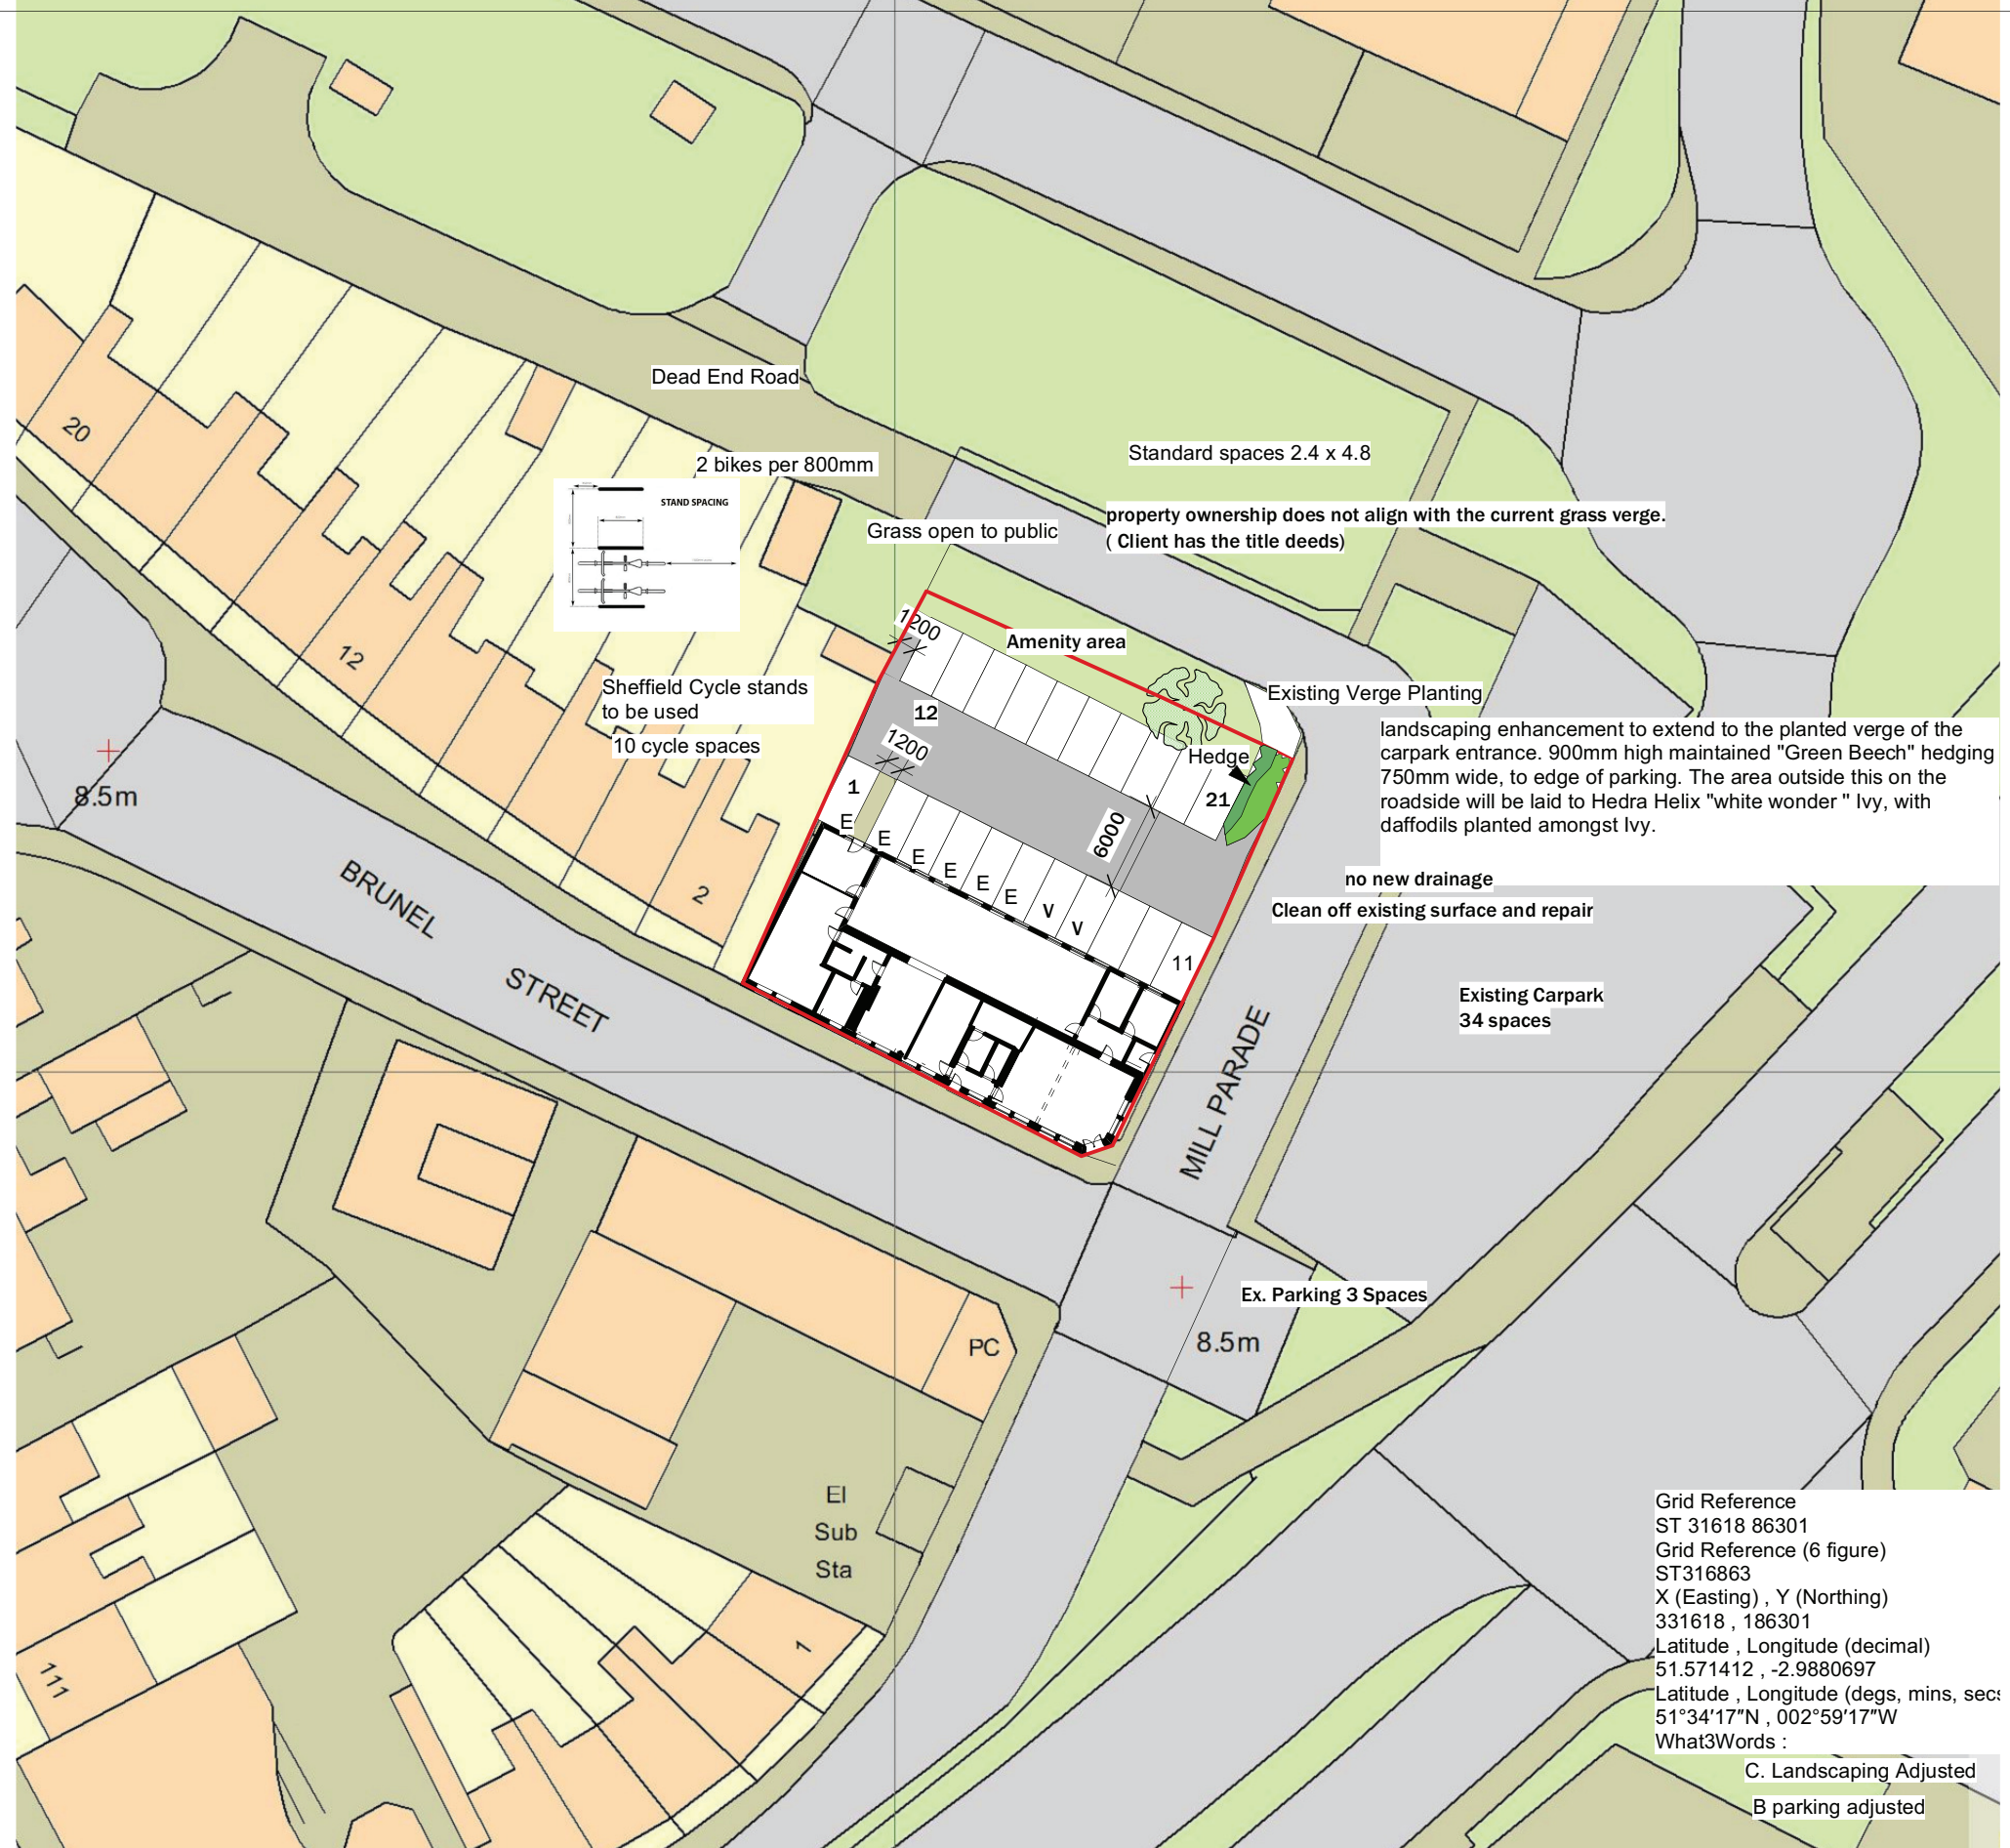 Dead End Road
20
2 bikes per 800mm
STAND SPACING
Standard spaces 2.4 x 4.8
property ownership does not align with the current grass verge.
( Client has the title deeds)
Grass open to public
1200
Amenity area
12
Sheffield Cycle stands
to be used
10 cycle spaces
12
1200
Existing Verge Planting
landscaping enhancement to extend to the planted verge of the
carpark entrance. 900mm high maintained "Green Beech" hedging
750mm wide, to edge of parking. The area outside this on the
roadside will be laid to Hedra Helix "white wonder " Ivy, with
daffodils planted amongst Ivy.
Hedge
21
8.5m
1
E
E
E
E
E
E
V
V
11
6000
no new drainage
Clean off existing surface and repair
2
BRUNEL
STREET
Existing Carpark
34 spaces
MILL PARADE
Ex. Parking 3 Spaces
8.5m
PC
El
Sub
Sta
1
111
Grid Reference
ST 31618 86301
Grid Reference (6 figure)
ST316863
X (Easting) , Y (Northing)
331618 , 186301
Latitude , Longitude (decimal)
51.571412 , -2.9880697
Latitude , Longitude (degs, mins, secs
51°34′17″N , 002°59′17″W
What3Words :
C. Landscaping Adjusted
B parking adjusted